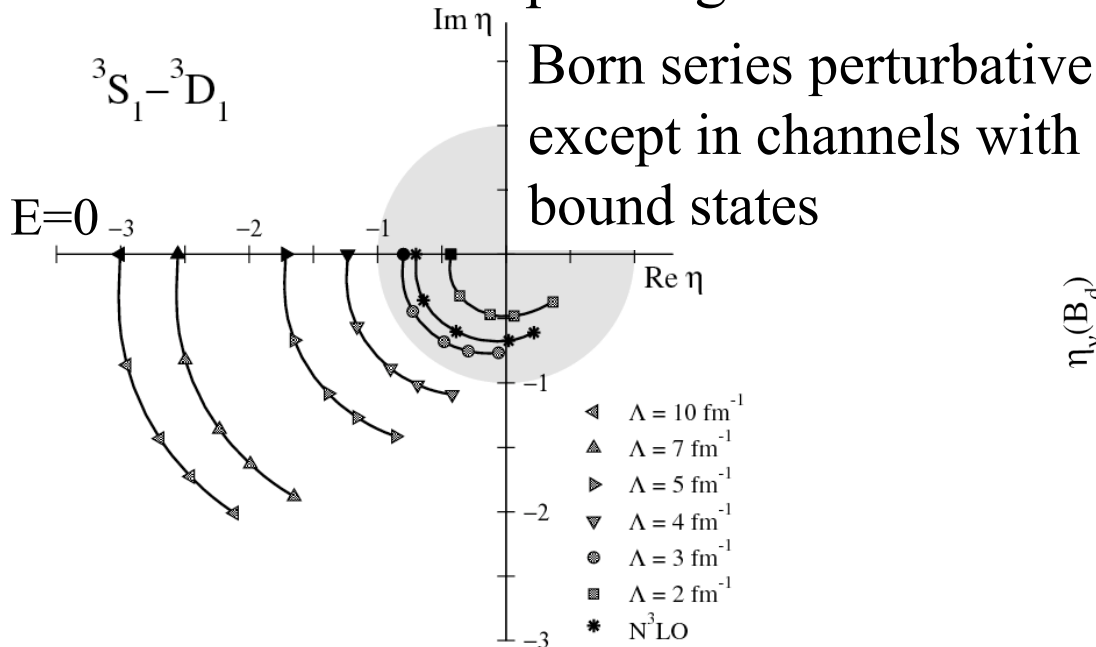 Im η
Born series perturbative
except in channels with
bound states
³S₁–³D₁
E=0
−3 −2 −1
Re η
−1
−2
−3
Λ = 10 fm⁻¹
Λ = 7 fm⁻¹
Λ = 5 fm⁻¹
Λ = 4 fm⁻¹
Λ = 3 fm⁻¹
Λ = 2 fm⁻¹
N³LO